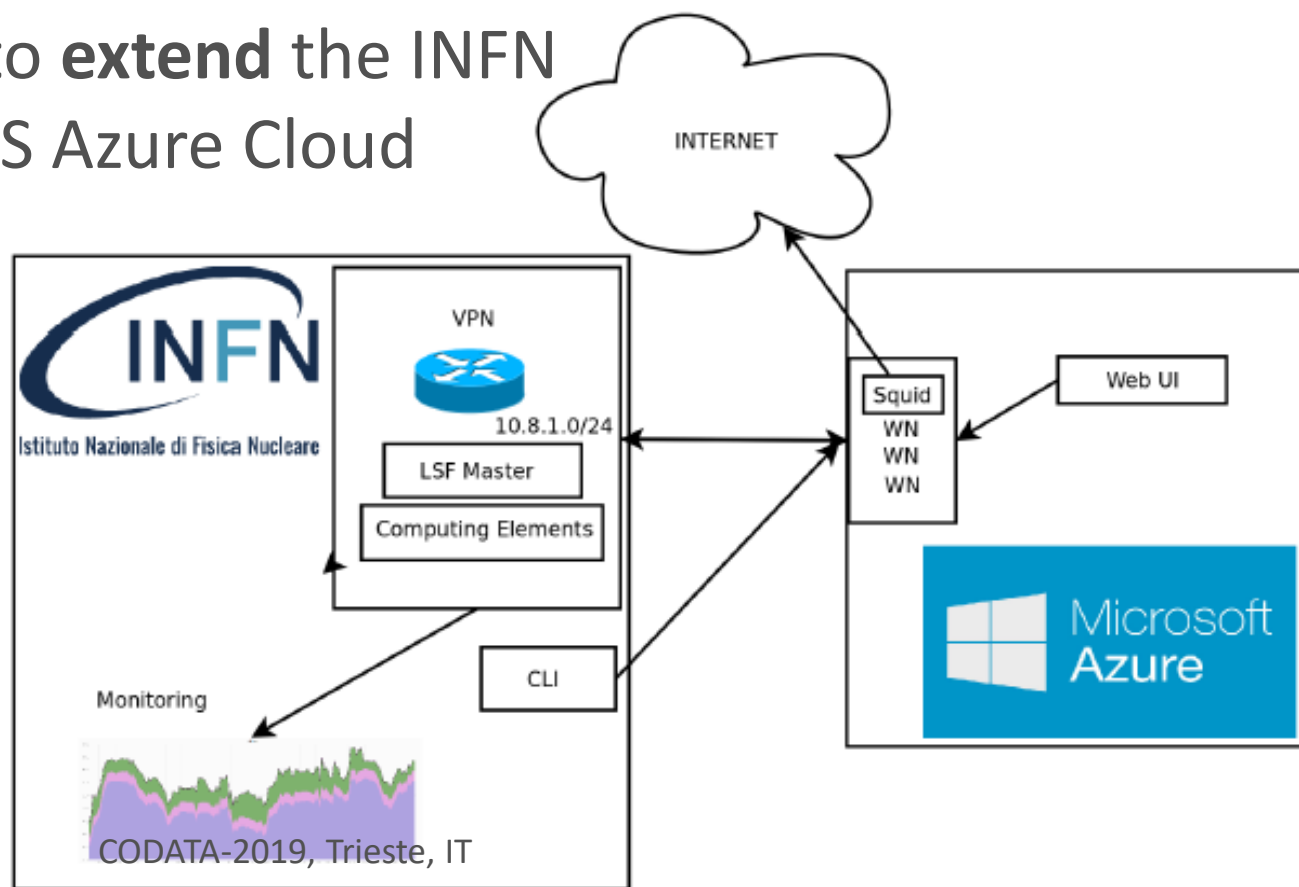 to extend the INFN
S Azure Cloud
INTERNET
INFN
Istituto Nazionale di Fisica Nucleare
VPN
10.8.1.0/24
LSF Master
Computing Elements
CLI
Monitoring
CODATA-2019, Trieste, IT
Squid
WN
WN
WN
Web UI
Microsoft
Azure